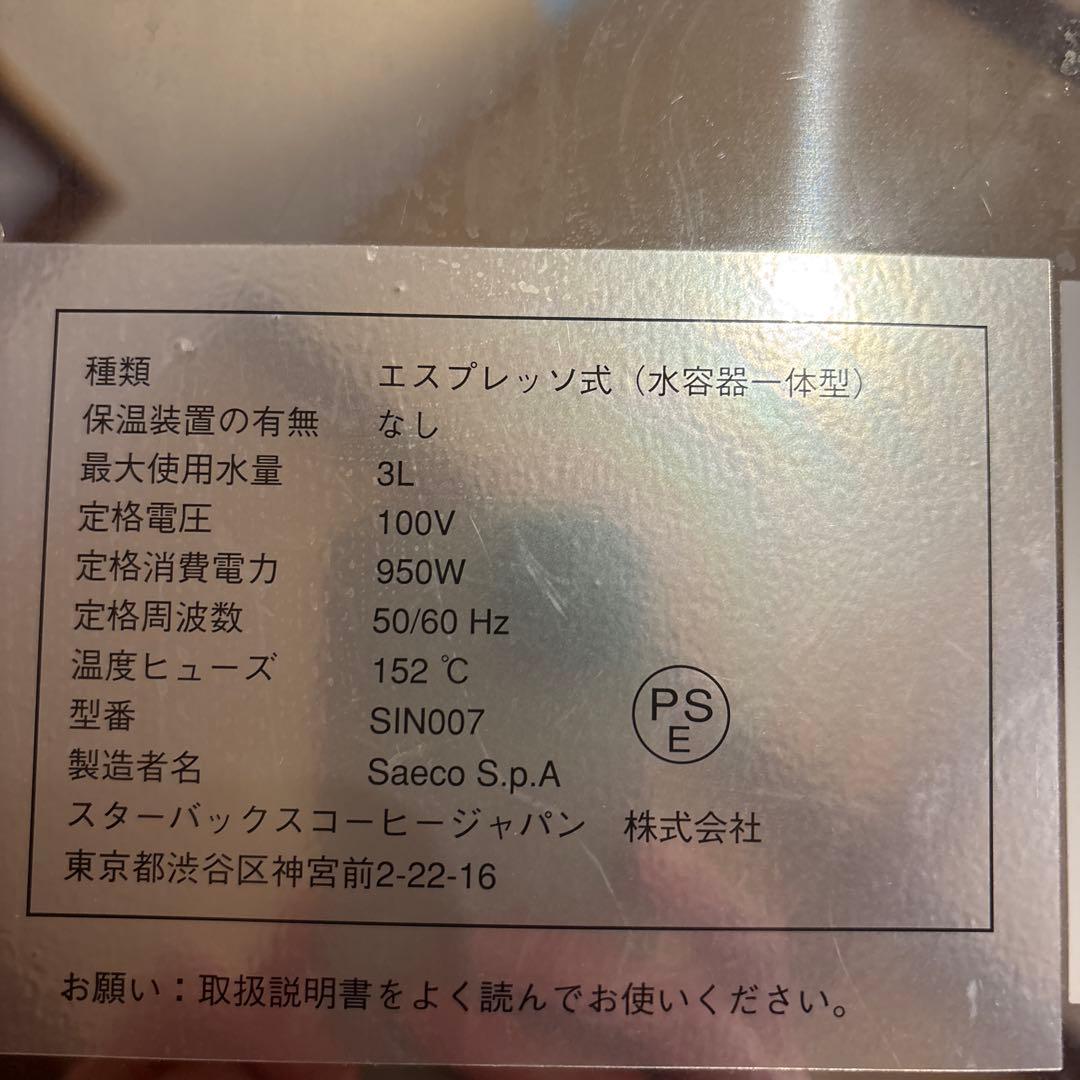 種類 エスプレッソ式（水容器一体型）
保温装置の有無 なし
最大使用水量 3L
定格電圧 100V
定格消費電力 950W
定格周波数 50/60 Hz
温度ヒューズ 152 ℃
型番 SIN007
製造者名 Saeco S.p.A
スターバックスコーヒージャパン 株式会社
東京都渋谷区神宮前2-22-16
PS
E
お願い：取扱説明書をよく読んでお使いください。